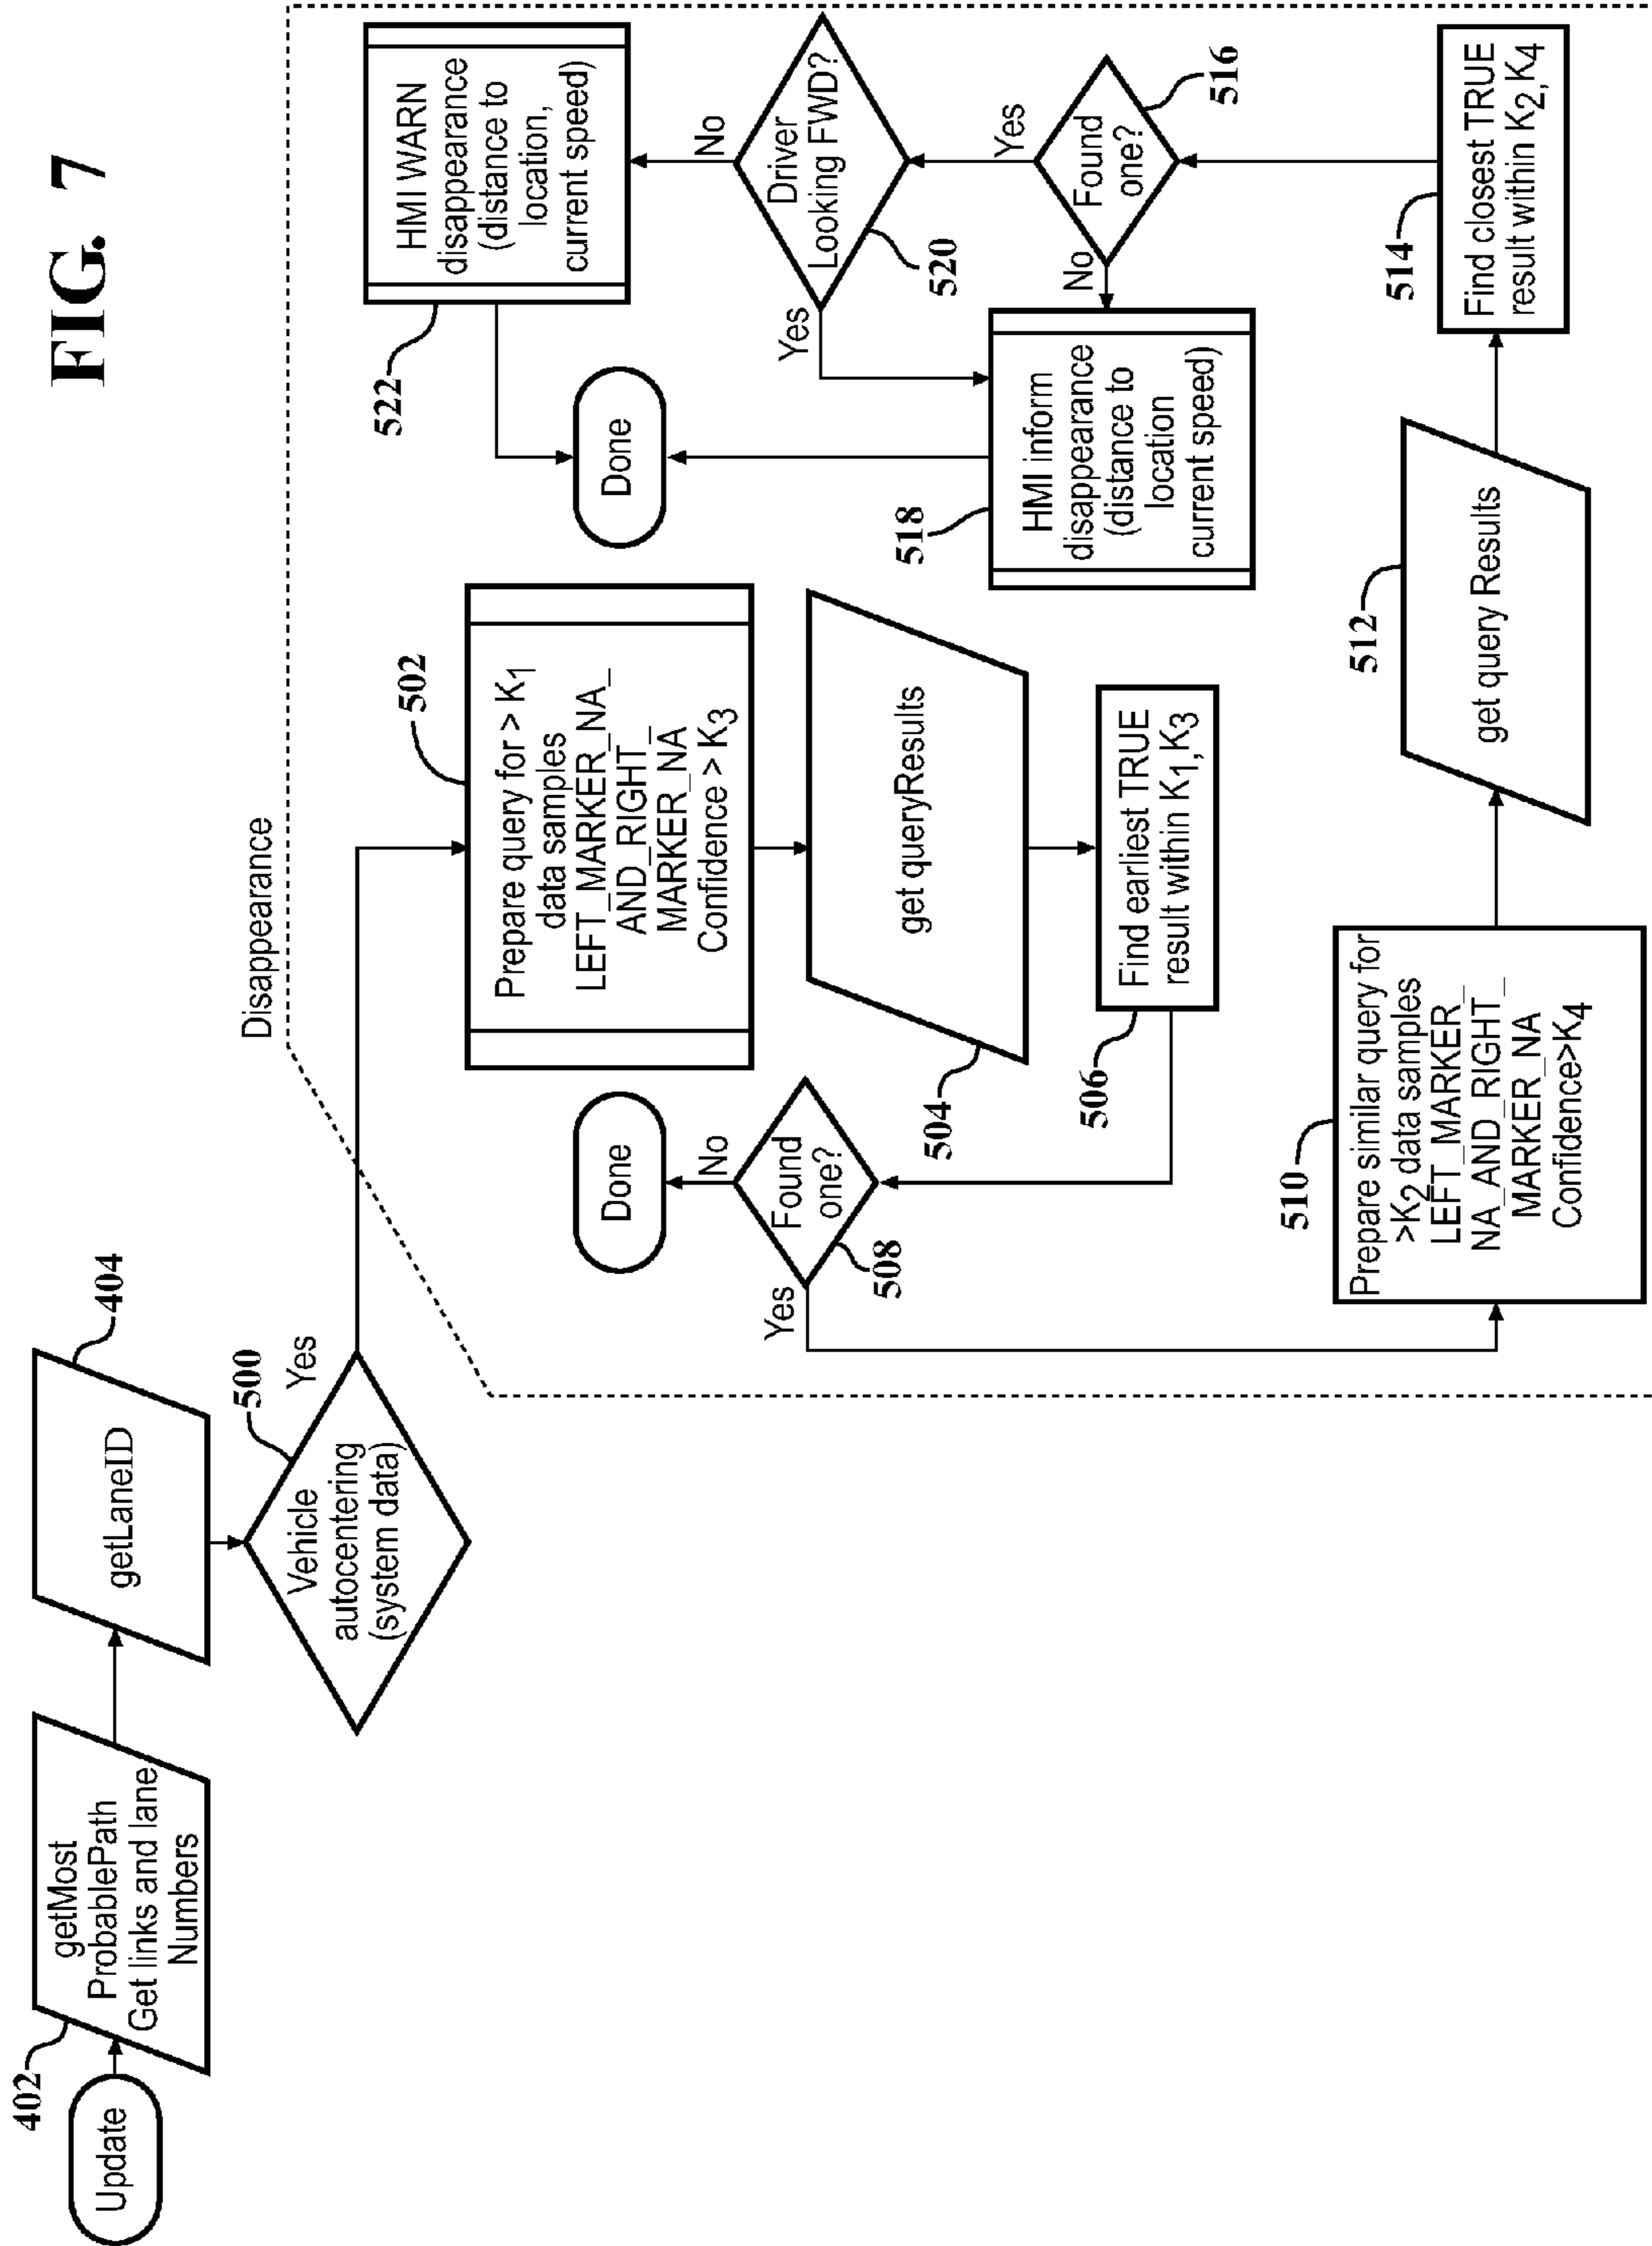 FIG. 7
Update
402
getMost
ProbablePath
Get links and lane
Numbers
404
getLaneID
500
Vehicle
autocentering
(system data)
Yes
Disappearance
502
Prepare query for > K1
data samples
LEFT_MARKER_NA_
AND_RIGHT_
MARKER_NA
Confidence > K3
504
get queryResults
506
Find earliest TRUE
result within K1,K3
508
Found
one?
No
Done
Yes
510
Prepare similar query for
>K2 data samples
LEFT_MARKER_
NA_AND_RIGHT_
MARKER_NA
Confidence>K4
512
get query Results
514
Find closest TRUE
result within K2,K4
516
Found
one?
No
Yes
518
HMI inform
disappearance
(distance to
location
current speed)
520
Driver
Looking FWD?
Yes
No
522
HMI WARN
disappearance
(distance to
location,
current speed)
Done